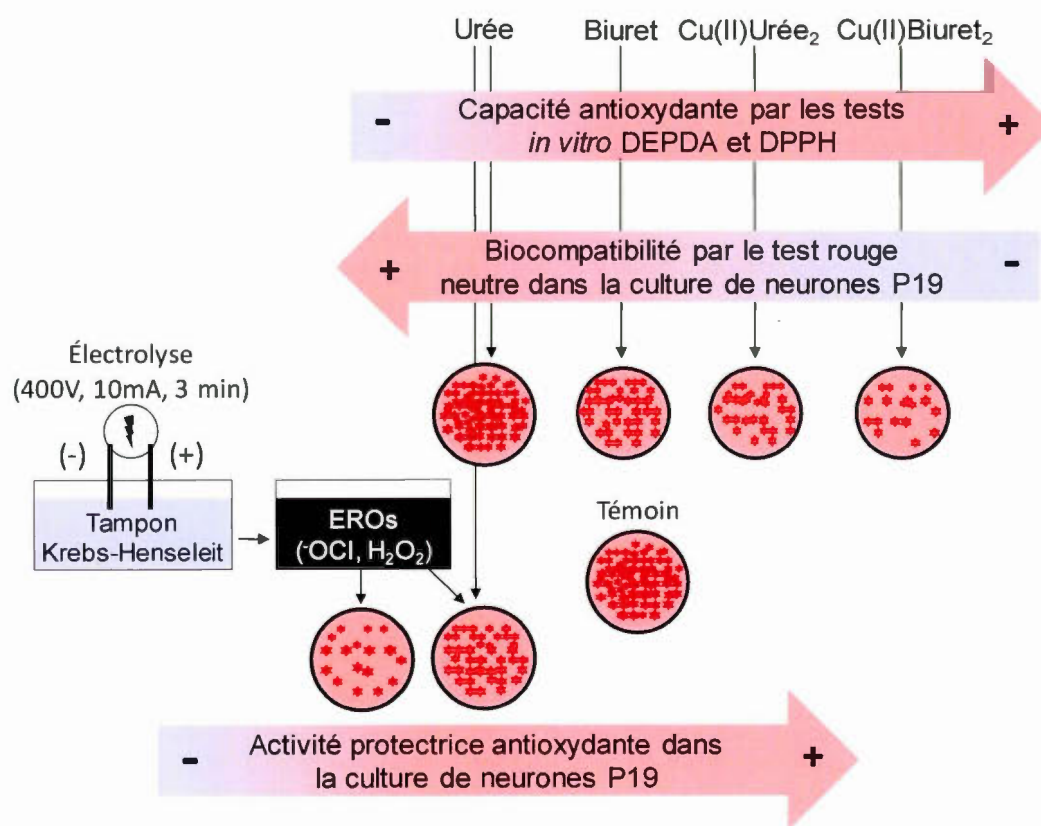 Urée Biuret Cu(II)Urée₂ Cu(II)Biuret₂
- Capacité antioxydante par les tests +
in vitro DEPDA et DPPH
+ Biocompatibilité par le test rouge -
neutre dans la culture de neurones P19
Électrolyse
(400V, 10mA, 3 min)
(-) (+)
Tampon
Krebs-Henseleit
EROs
(⁻OCl, H₂O₂)
Témoin
- Activité protectrice antioxydante dans +
la culture de neurones P19